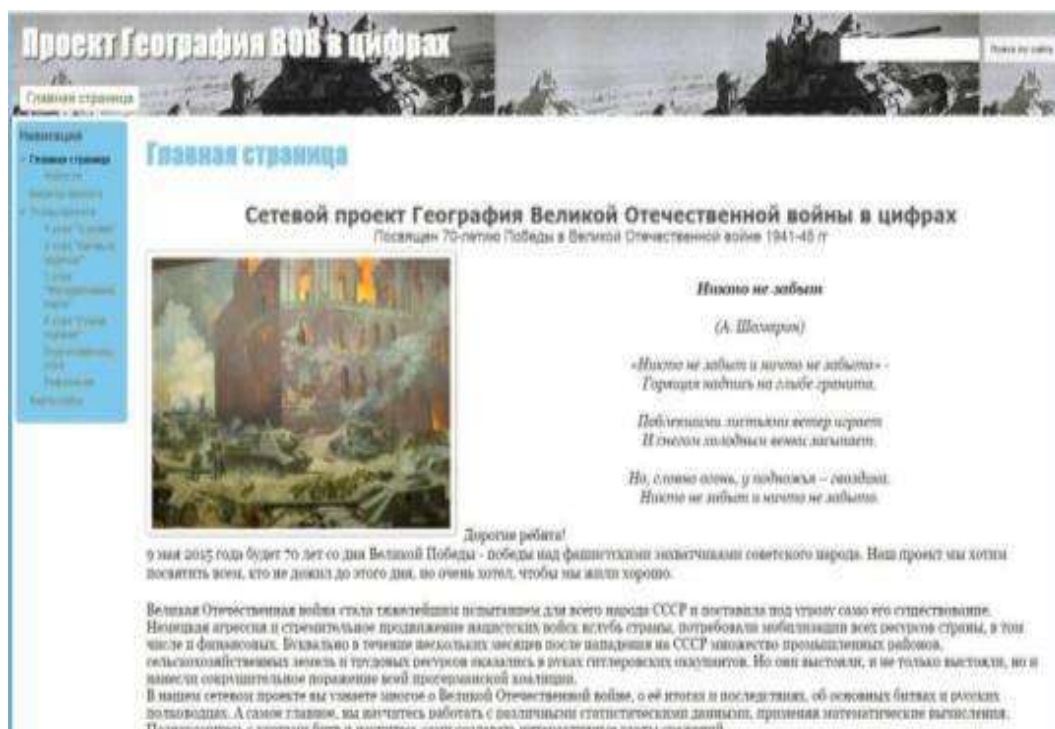 Проект География ВОВ в цифрах
Поиск по сайту
Главная страница
Навигация
Главная страница
Новости
Главная страница
Сетевой проект География Великой Отечественной войны в цифрах
Посвящен 70-летию Победы в Великой Отечественной войне 1941-45 гг
Никто не забыт
(А. Шамарин)
«Никто не забыт и ничто не забыто» -
Горящая надпись на глыбе гранита.
Поблекшими листьями ветер играет
И снегом холодным венки засыпает.
Но, словно огонь, у подножья – гвоздика.
Никто не забыт и ничто не забыто.
Дорогие ребята!
9 мая 2015 года будет 70 лет со дня Великой Победы - победы над фашистскими захватчиками советского народа. Наш проект мы хотим
посвятить всем, кто не дожил до этого дня, но очень хотел, чтобы мы жили хорошо.
Великая Отечественная война стала тяжелейшим испытанием для всего народа СССР и поставила под угрозу само его существование.
Немецкая агрессия и стремительное продвижение нацистских войск вглубь страны, потребовали мобилизации всех ресурсов страны, в том
числе и финансовых. Буквально в течение нескольких месяцев после нападения на СССР множество промышленных районов,
сельскохозяйственных земель и трудовых ресурсов оказались в руках гитлеровских оккупантов. Но они выстояли, и не только выстояли, но и
нанесли сокрушительное поражение всей прогерманской коалиции.
В нашем сетевом проекте вы узнаете многое о Великой Отечественной войне, о её итогах и последствиях, об основных битвах и русских
полководцах. А самое главное, вы научитесь работать с различными статистическими данными, применяя математические вычисления.